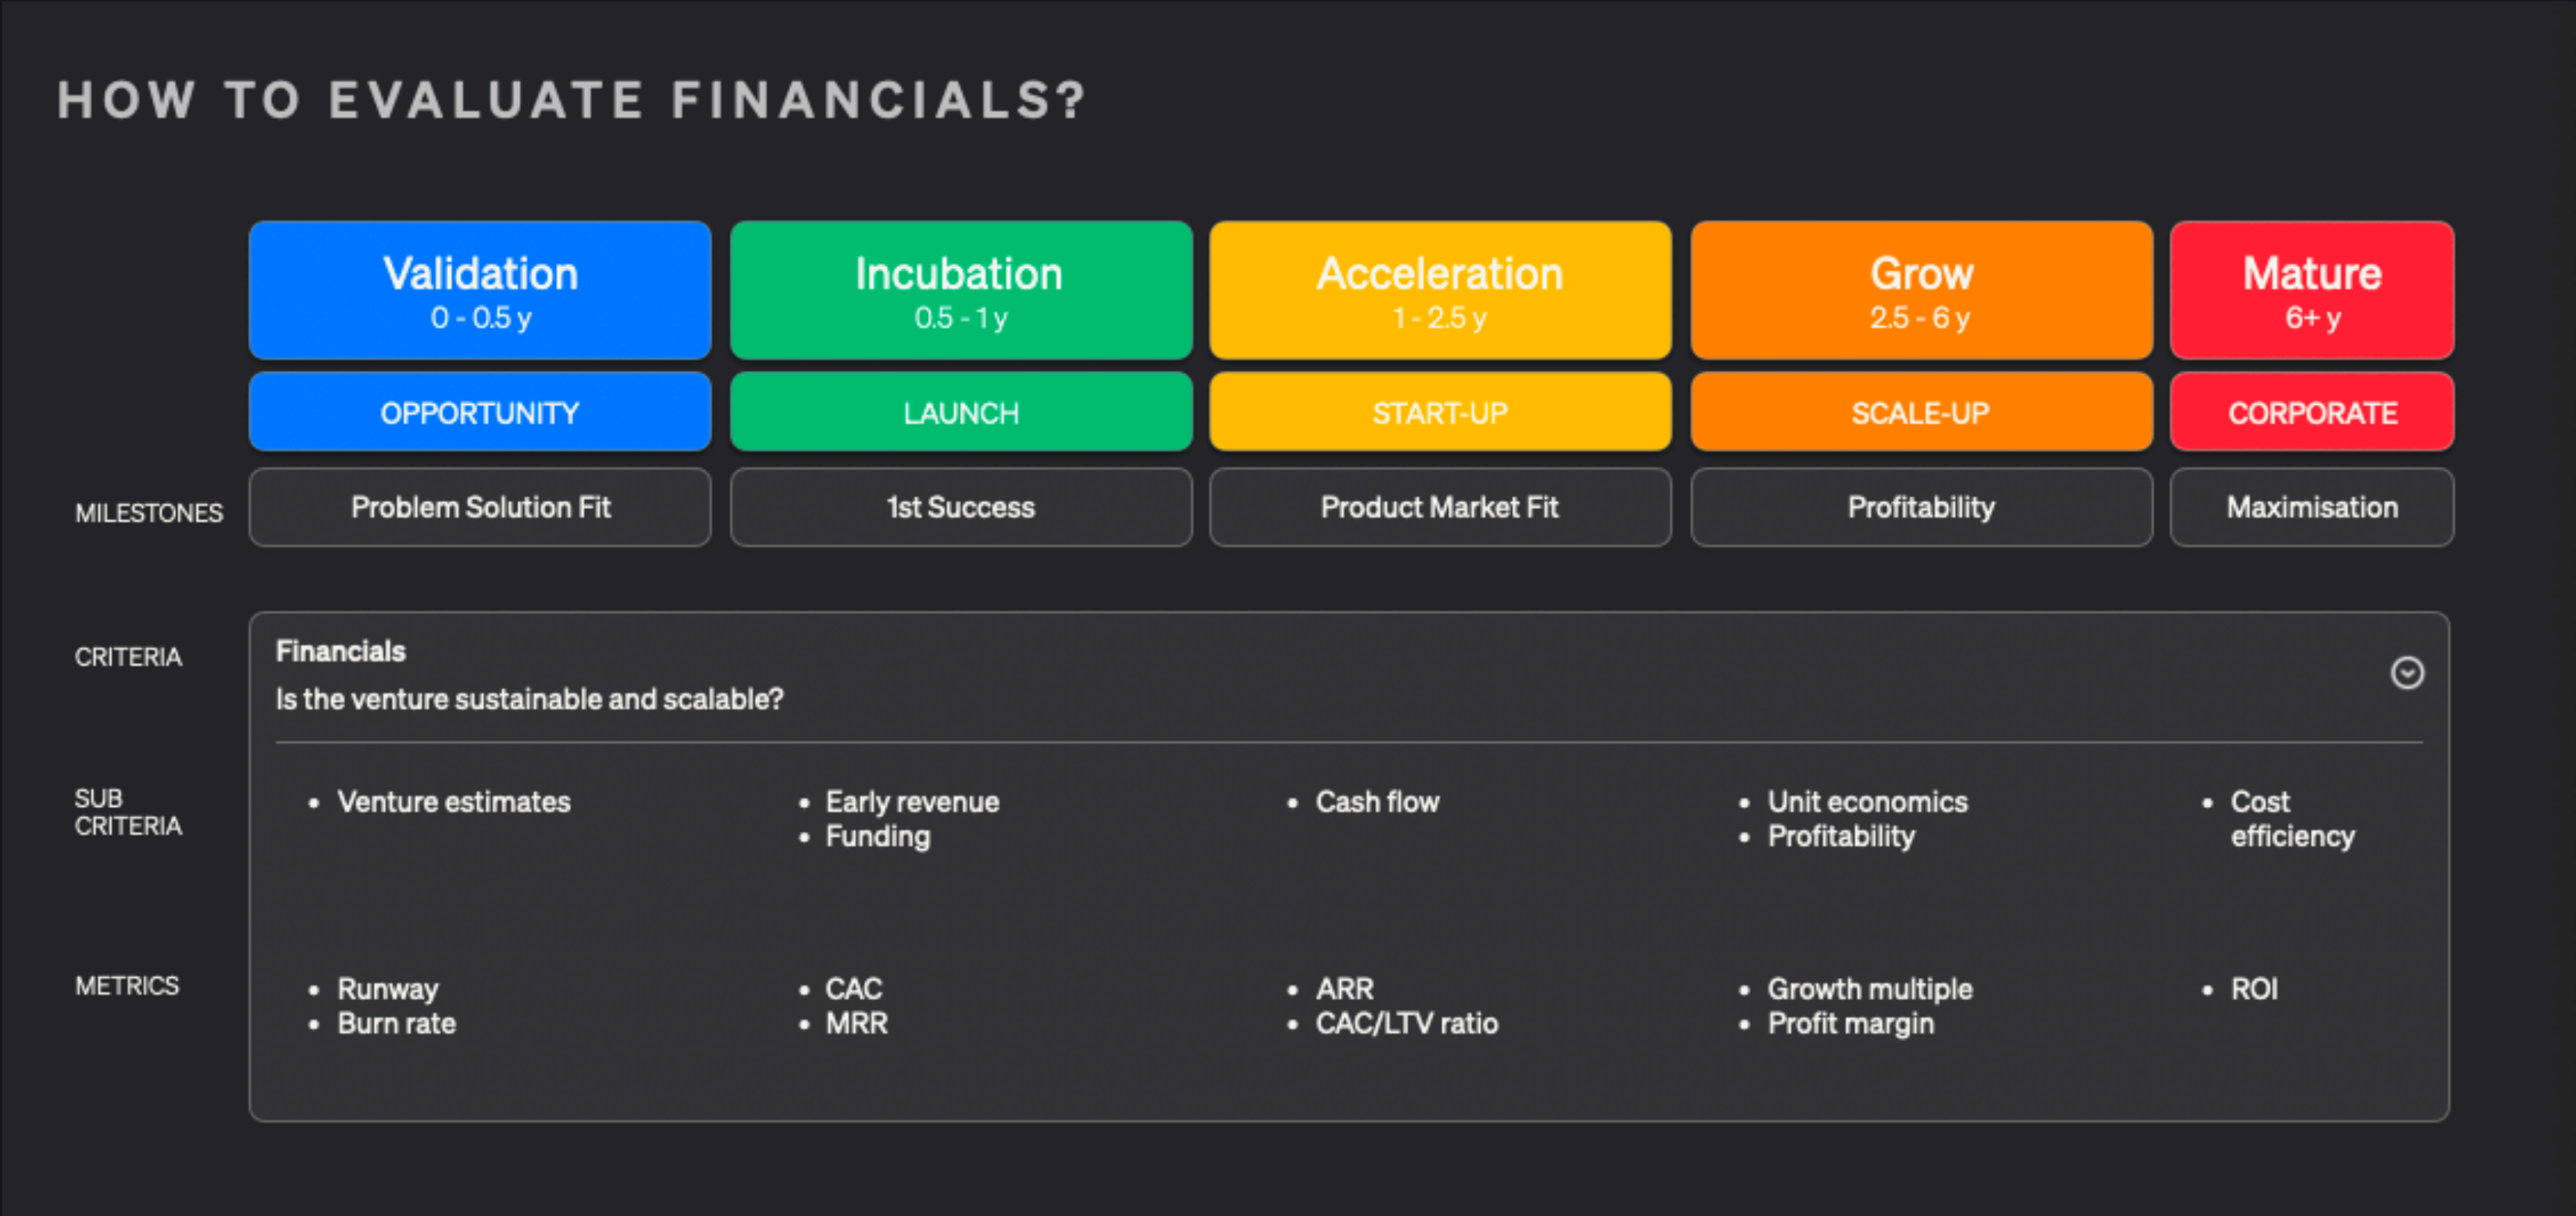 HOW TO EVALUATE FINANCIALS?
Validation
0 - 0.5 y
Incubation
0.5 - 1 y
Acceleration
1 - 2.5 y
Grow
2.5 - 6 y
Mature
6+ y
OPPORTUNITY
LAUNCH
START-UP
SCALE-UP
CORPORATE
MILESTONES
Problem Solution Fit
1st Success
Product Market Fit
Profitability
Maximisation
CRITERIA
Financials
Is the venture sustainable and scalable?
SUB
CRITERIA
• Venture estimates
• Early revenue
• Funding
• Cash flow
• Unit economics
• Profitability
• Cost
efficiency
METRICS
• Runway
• Burn rate
• CAC
• MRR
• ARR
• CAC/LTV ratio
• Growth multiple
• Profit margin
• ROI